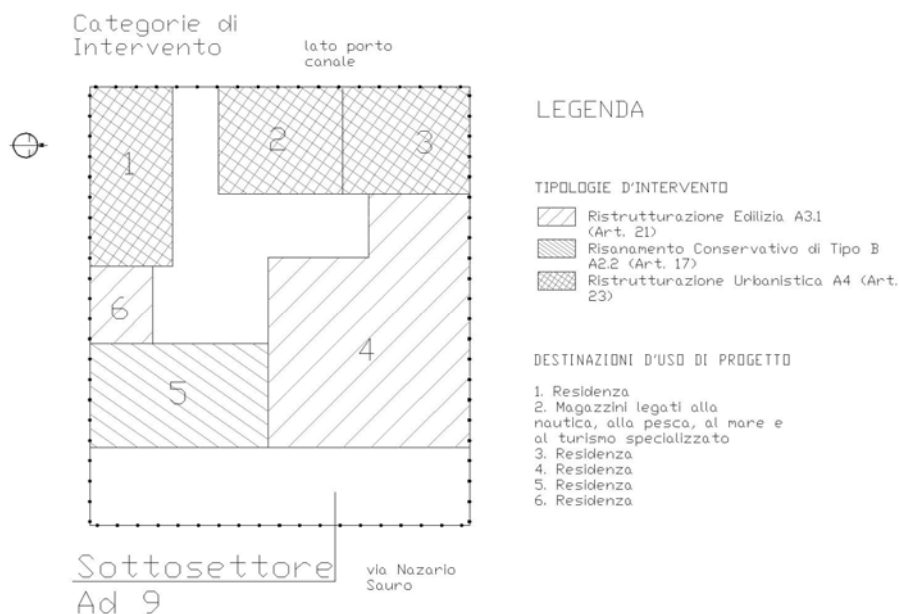 Categorie di
Intervento
lato porto
canale
1
2
3
6
4
5
Sottosettore
Ad 9
via Nazario
Sauro
LEGENDA
TIPOLOGIE D'INTERVENTO
Ristrutturazione Edilizia A3.1
(Art. 21)
Risanamento Conservativo di Tipo B
A2.2 (Art. 17)
Ristrutturazione Urbanistica A4 (Art.
23)
DESTINAZIONI D'USO DI PROGETTO
1. Residenza
2. Magazzini legati alla
nautica, alla pesca, al mare e
al turismo specializzato
3. Residenza
4. Residenza
5. Residenza
6. Residenza